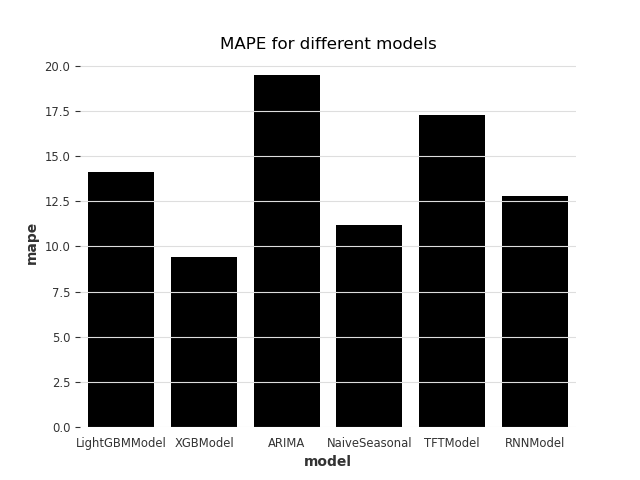 MAPE for different models
20.0
17.5
15.0
12.5
10.0
7.5
5.0
2.5
0.0
mape
LightGBMModel XGBModel ARIMA NaiveSeasonal TFTModel RNNModel
model